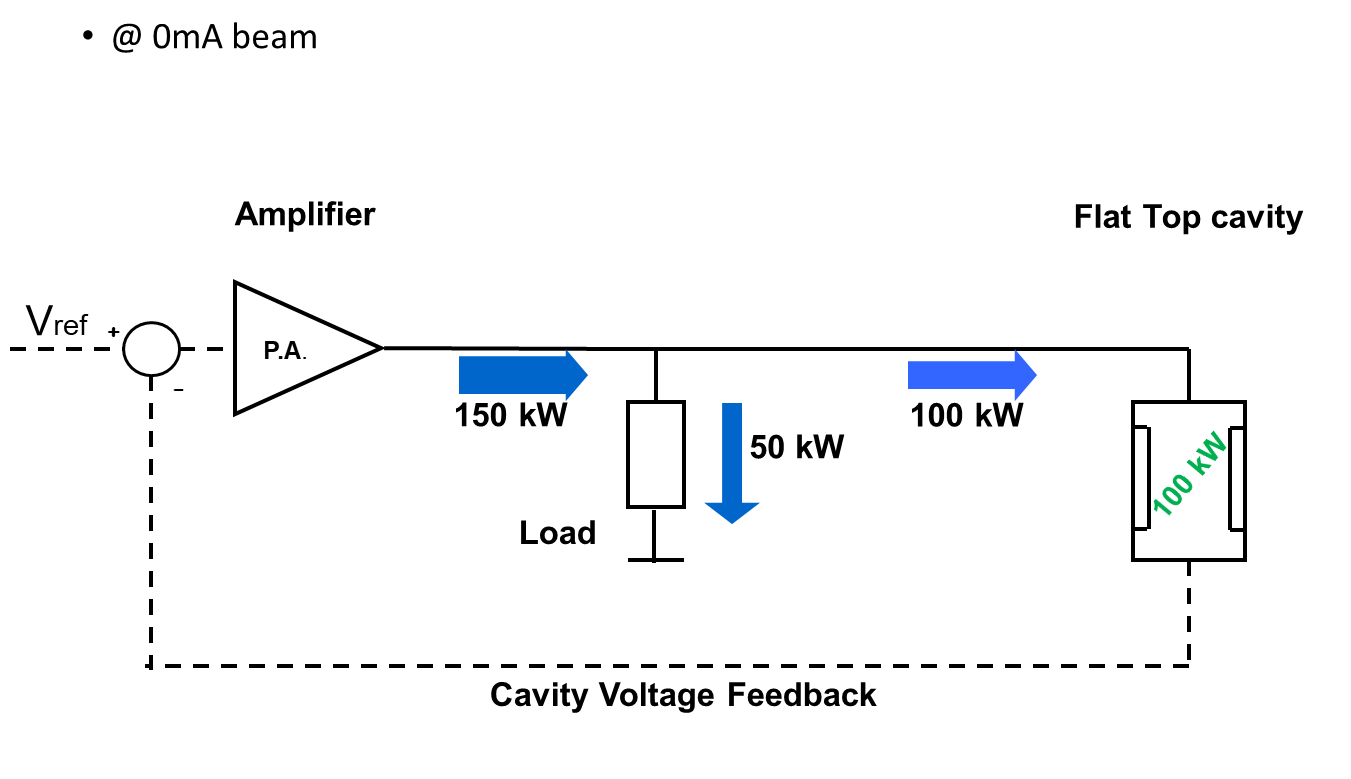 • @ 0mA beam
Amplifier
Flat Top cavity
Vref
+
P.A.
150 kW
100 kW
50 kW
100 kW
Load
–
Cavity Voltage Feedback